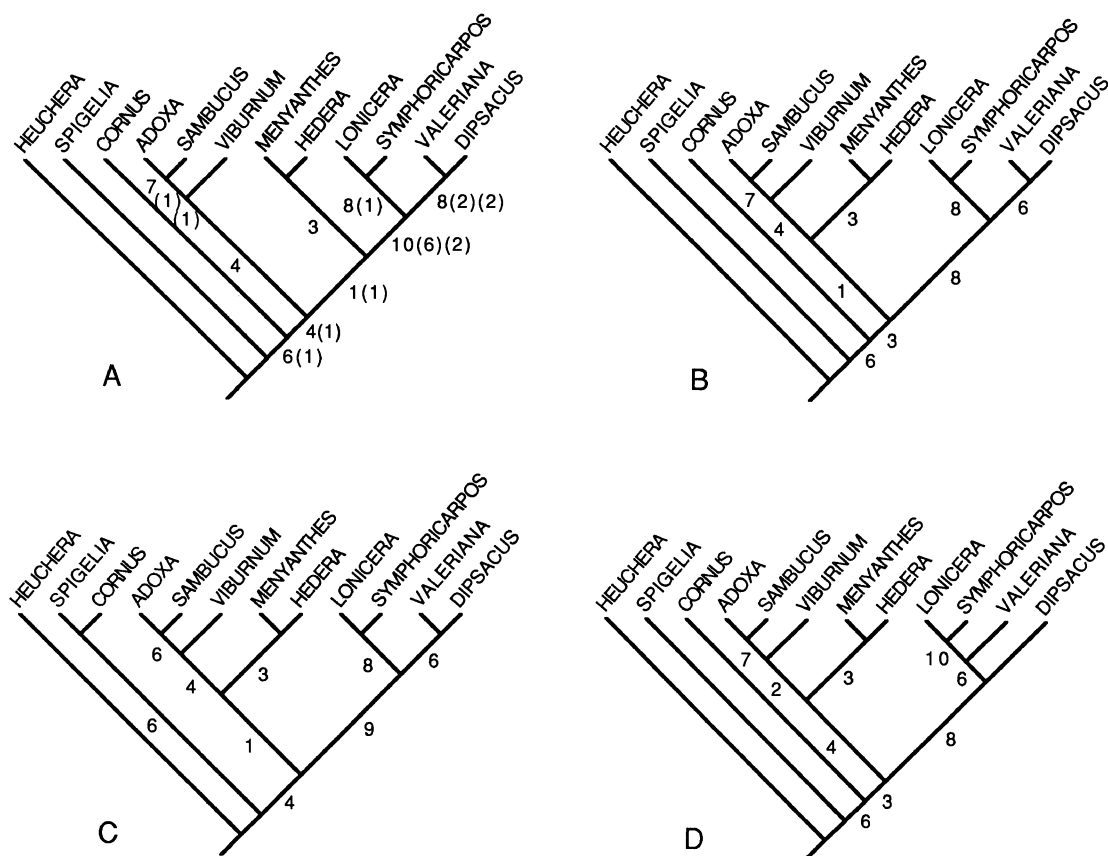 HEUCHERA
SPIGELIA
CORNUS
ADOXA
SAMBUCUS
VIBURNUM
MENYANTHES
HEDERA
LONICERA
SYMPHORICARPOS
VALERIANA
DIPSACUS
7
(1)
(1)
8(1)
8(2)(2)
3
10(6)(2)
4
1(1)
4(1)
6(1)
A
HEUCHERA
SPIGELIA
CORNUS
ADOXA
SAMBUCUS
VIBURNUM
MENYANTHES
HEDERA
LONICERA
SYMPHORICARPOS
VALERIANA
DIPSACUS
7
4
3
8
6
8
1
3
6
B
HEUCHERA
SPIGELIA
CORNUS
ADOXA
SAMBUCUS
VIBURNUM
MENYANTHES
HEDERA
LONICERA
SYMPHORICARPOS
VALERIANA
DIPSACUS
6
4
3
8
6
6
1
9
4
C
HEUCHERA
SPIGELIA
CORNUS
ADOXA
SAMBUCUS
VIBURNUM
MENYANTHES
HEDERA
LONICERA
SYMPHORICARPOS
VALERIANA
DIPSACUS
7
2
3
10
6
4
8
3
6
D